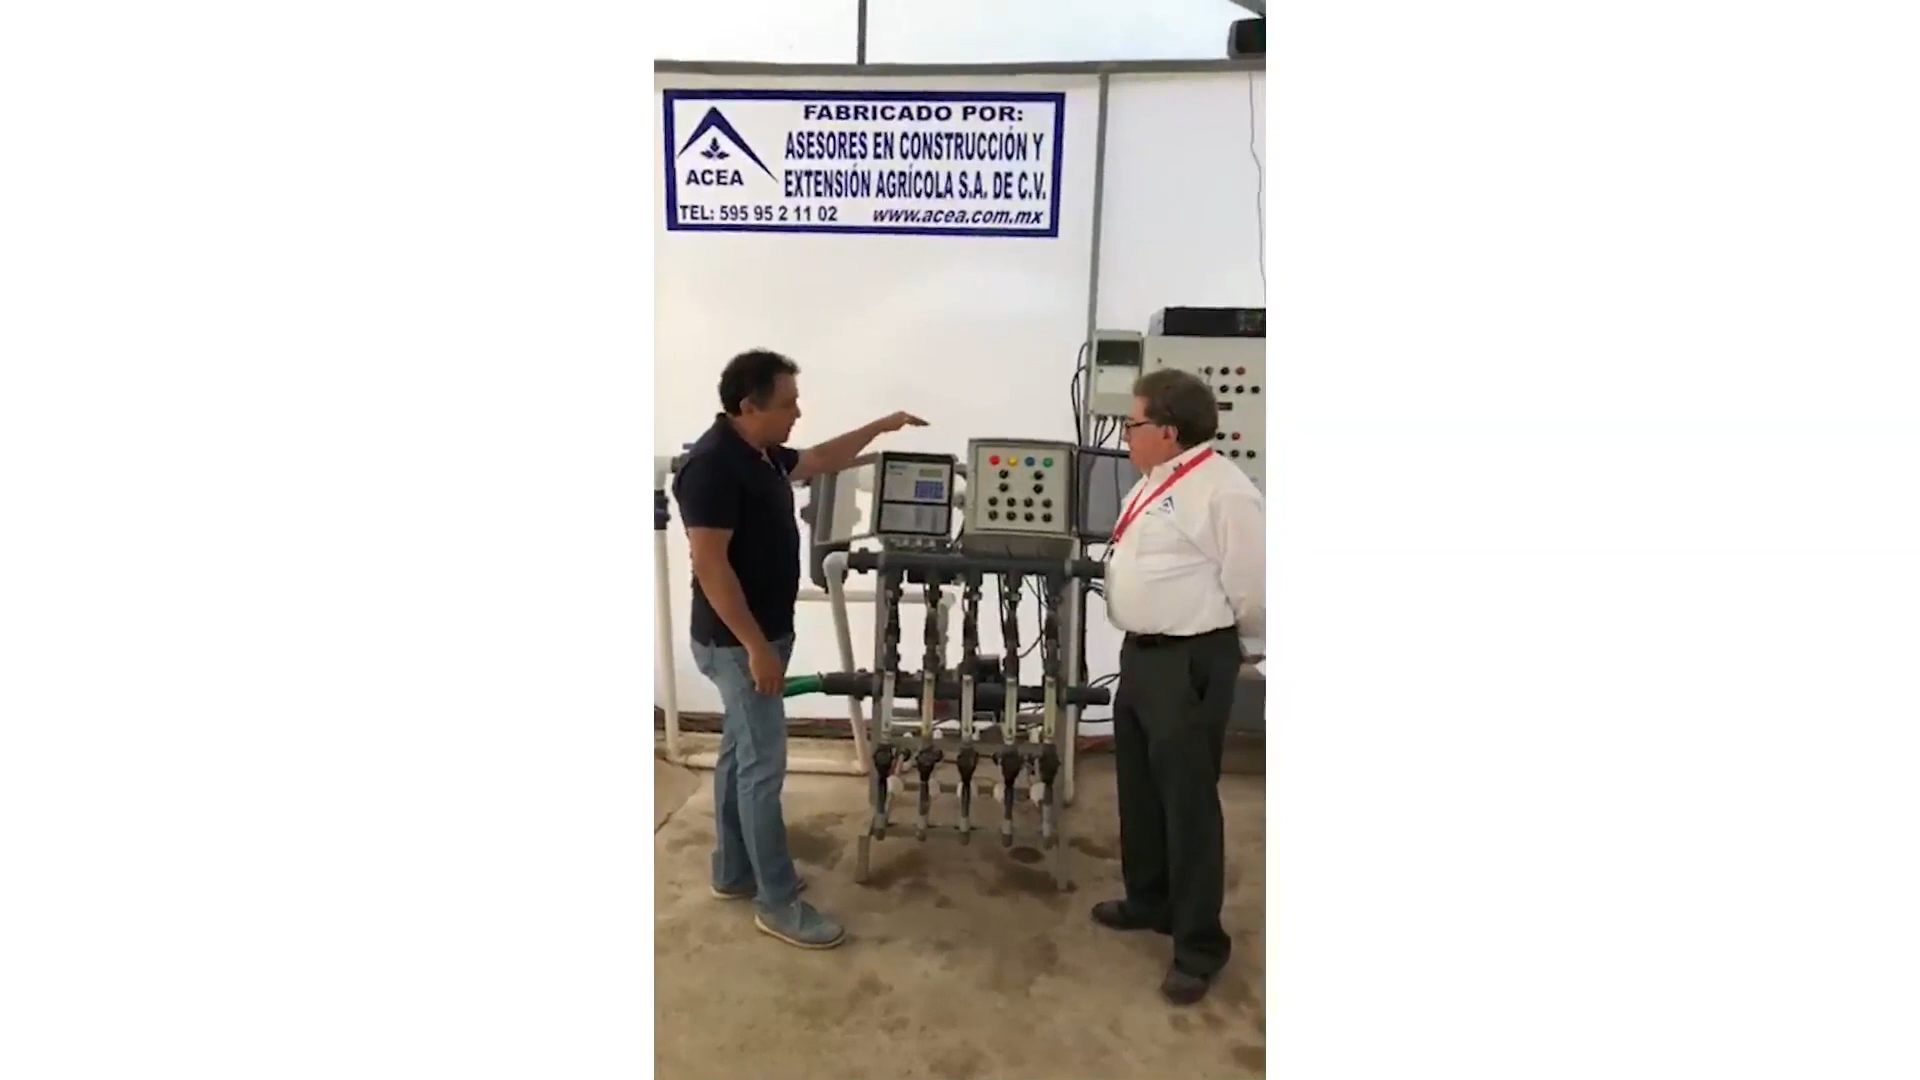 FABRICADO POR:
ASESORES EN CONSTRUCCIÓN Y
EXTENSIÓN AGRÍCOLA S.A. DE C.V.
ACEA
TEL: 595 95 2 11 02 www.acea.com.mx